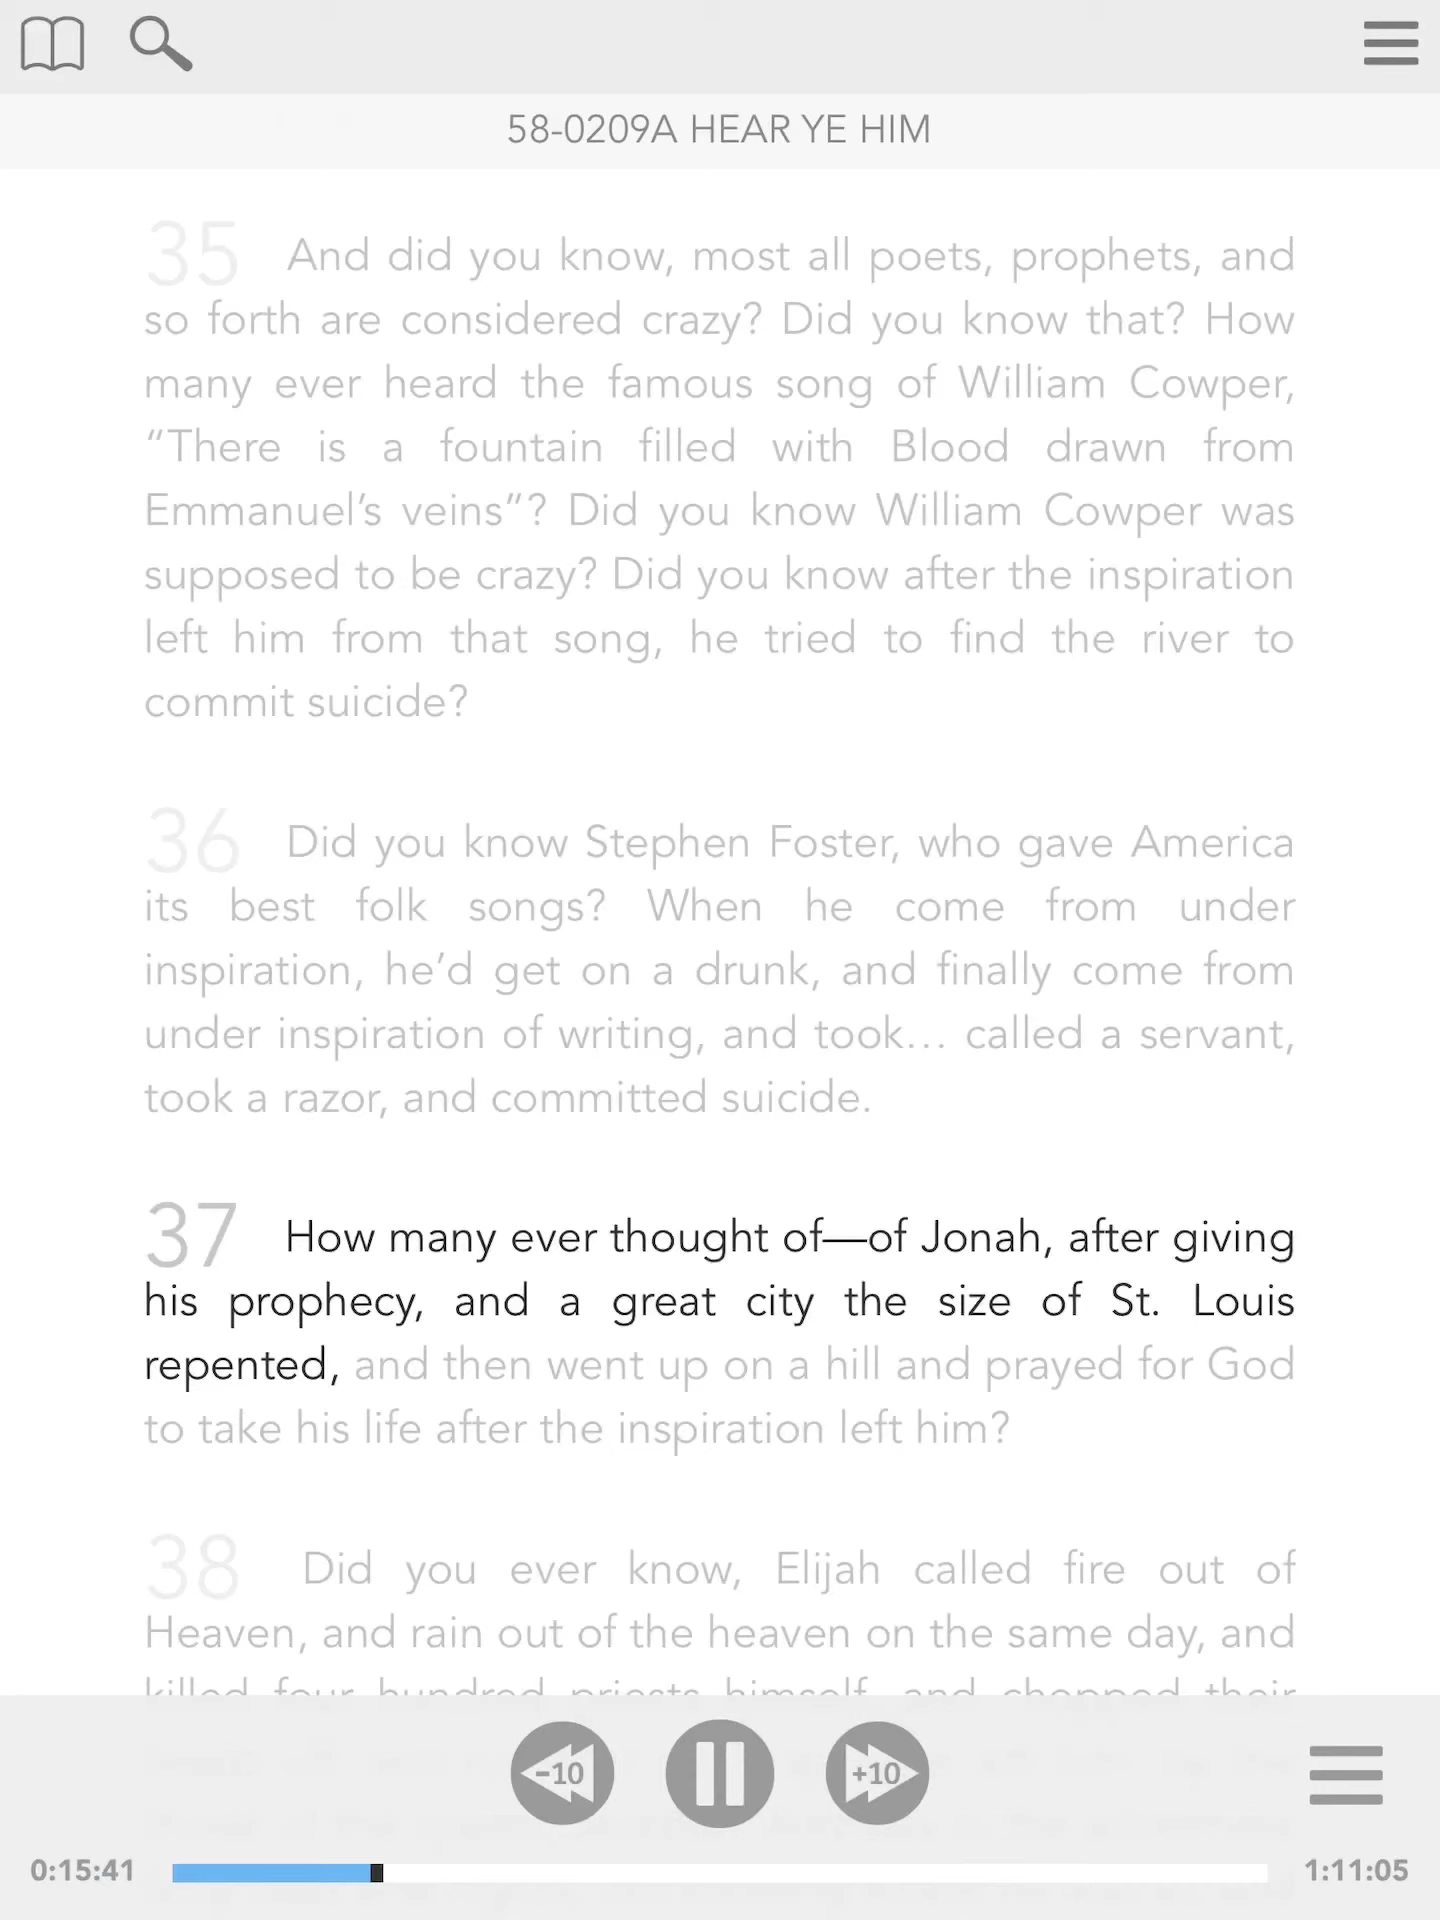 58-0209A HEAR YE HIM
35 And did you know, most all poets, prophets, and
so forth are considered crazy? Did you know that? How
many ever heard the famous song of William Cowper,
“There is a fountain filled with Blood drawn from
Emmanuel’s veins”? Did you know William Cowper was
supposed to be crazy? Did you know after the inspiration
left him from that song, he tried to find the river to
commit suicide?
36 Did you know Stephen Foster, who gave America
its best folk songs? When he come from under
inspiration, he’d get on a drunk, and finally come from
under inspiration of writing, and took… called a servant,
took a razor, and committed suicide.
37 How many ever thought of—of Jonah, after giving
his prophecy, and a great city the size of St. Louis
repented, and then went up on a hill and prayed for God
to take his life after the inspiration left him?
38 Did you ever know, Elijah called fire out of
Heaven, and rain out of the heaven on the same day, and
killed four hundred priests himself, and chopped their
-10 +10
0:15:41 1:11:05